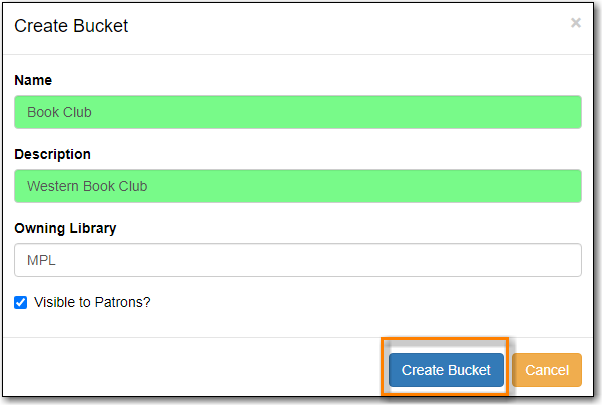 Create Bucket ×
Name
Book Club
Description
Western Book Club
Owning Library
MPL
Visible to Patrons?
Create Bucket Cancel